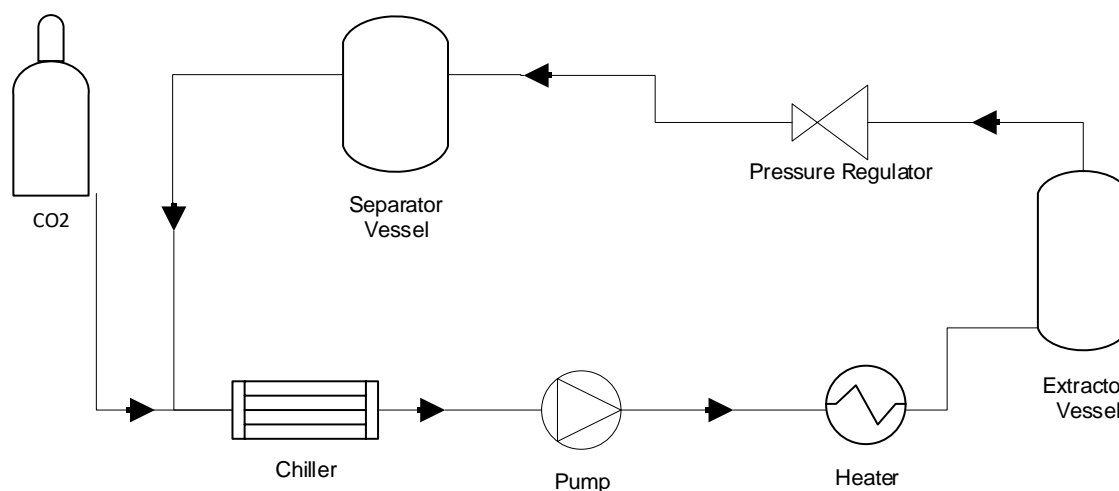 Pressure Regulator
Separator
Vessel
CO2
Extracto
Vessel
Chiller
Pump
Heater